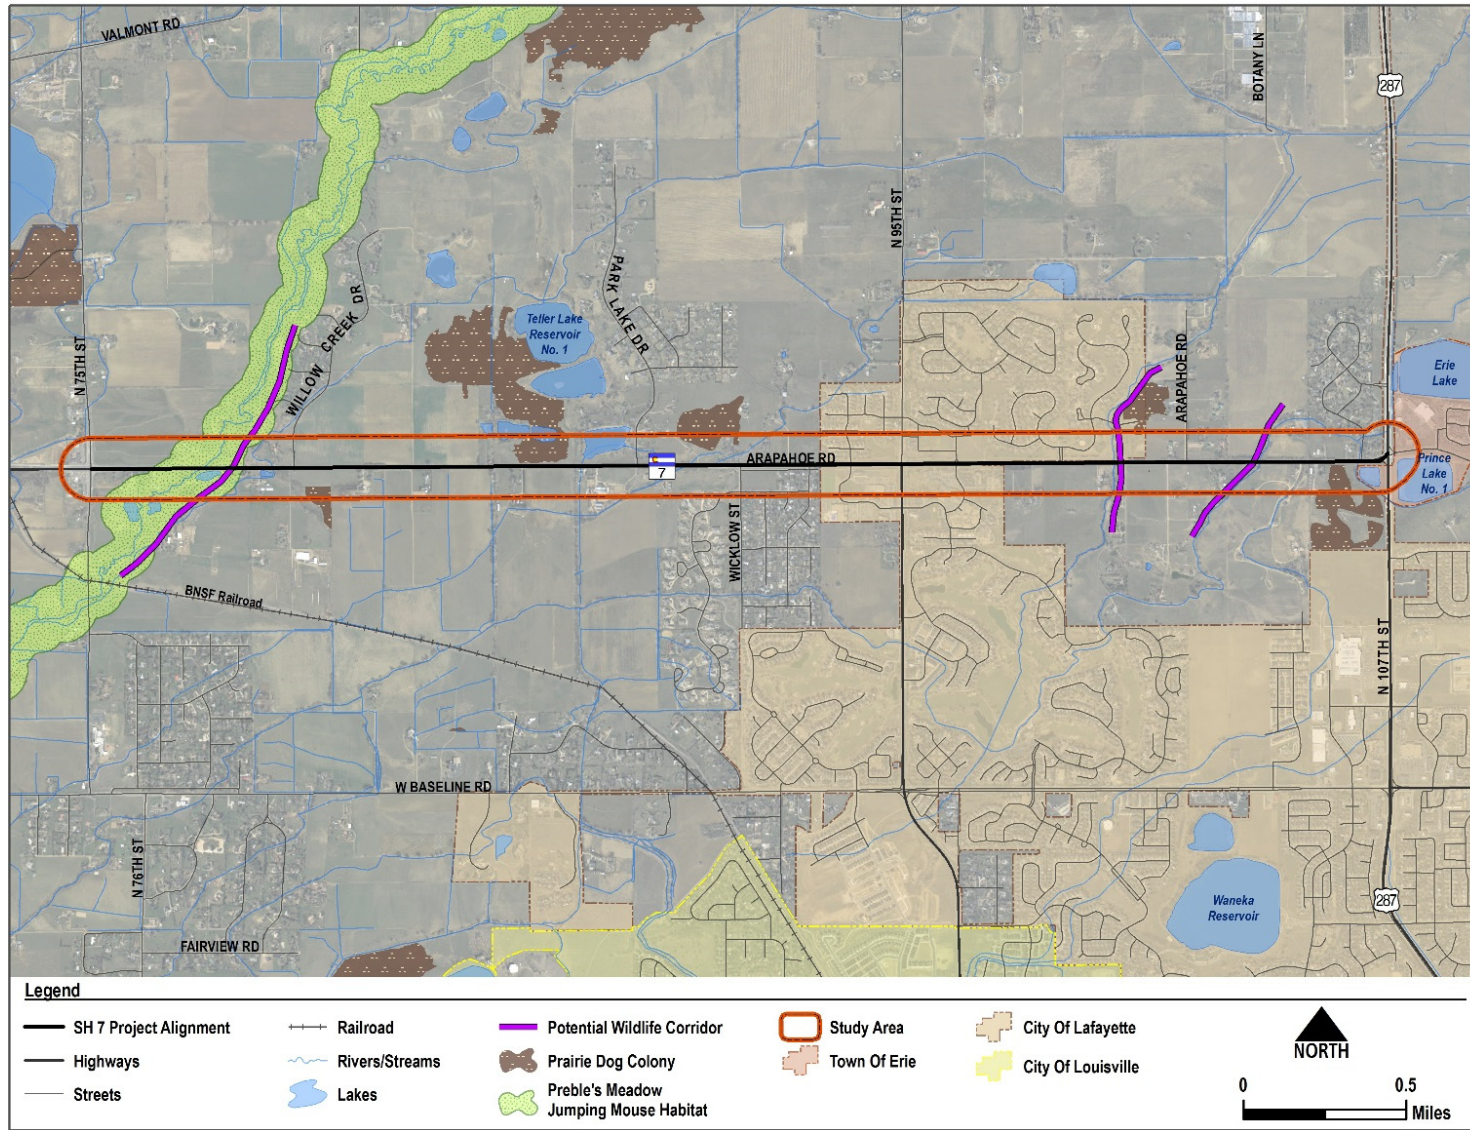 VALMONT RD
BOTANY LN
287
N 95TH ST
PARK LAKE DR
WILLOW CREEK DR
Teller Lake
Reservoir
No. 1
N 75TH ST
ARAPAHOE RD
Erie
Lake
ARAPAHOE RD
7
Prince
Lake
No. 1
WICKLOW ST
BNSF Railroad
N 107TH ST
W BASELINE RD
N 76TH ST
287
Waneka
Reservoir
FAIRVIEW RD
Legend
SH 7 Project Alignment
Highways
Streets
Railroad
Rivers/Streams
Lakes
Potential Wildlife Corridor
Prairie Dog Colony
Preble's Meadow
Jumping Mouse Habitat
Study Area
Town Of Erie
City Of Lafayette
City Of Louisville
NORTH
0 0.5
Miles